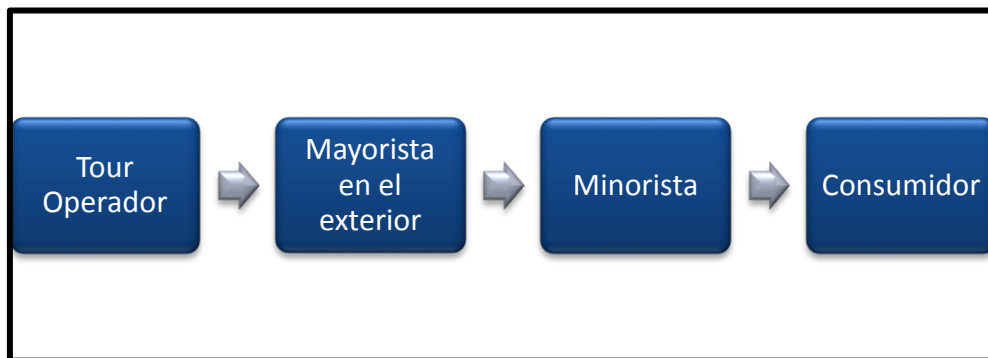 Tour
Operador
Mayorista
en el
exterior
Minorista
Consumidor